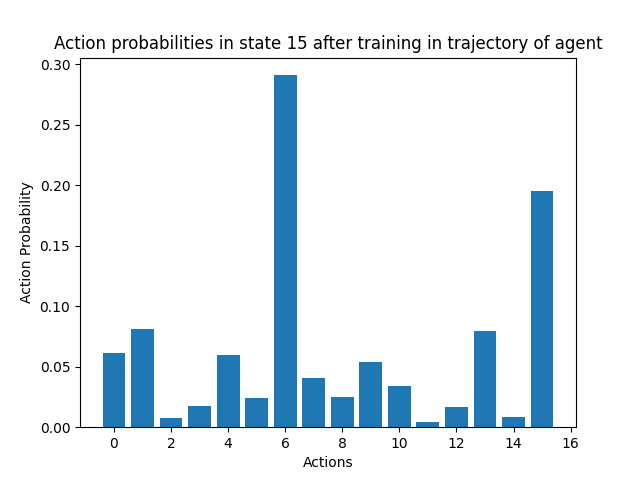 Action probabilities in state 15 after training in trajectory of agent
0.30
0.25
0.20
0.15
0.10
0.05
0.00
Action Probability
0 2 4 6 8 10 12 14 16
Actions